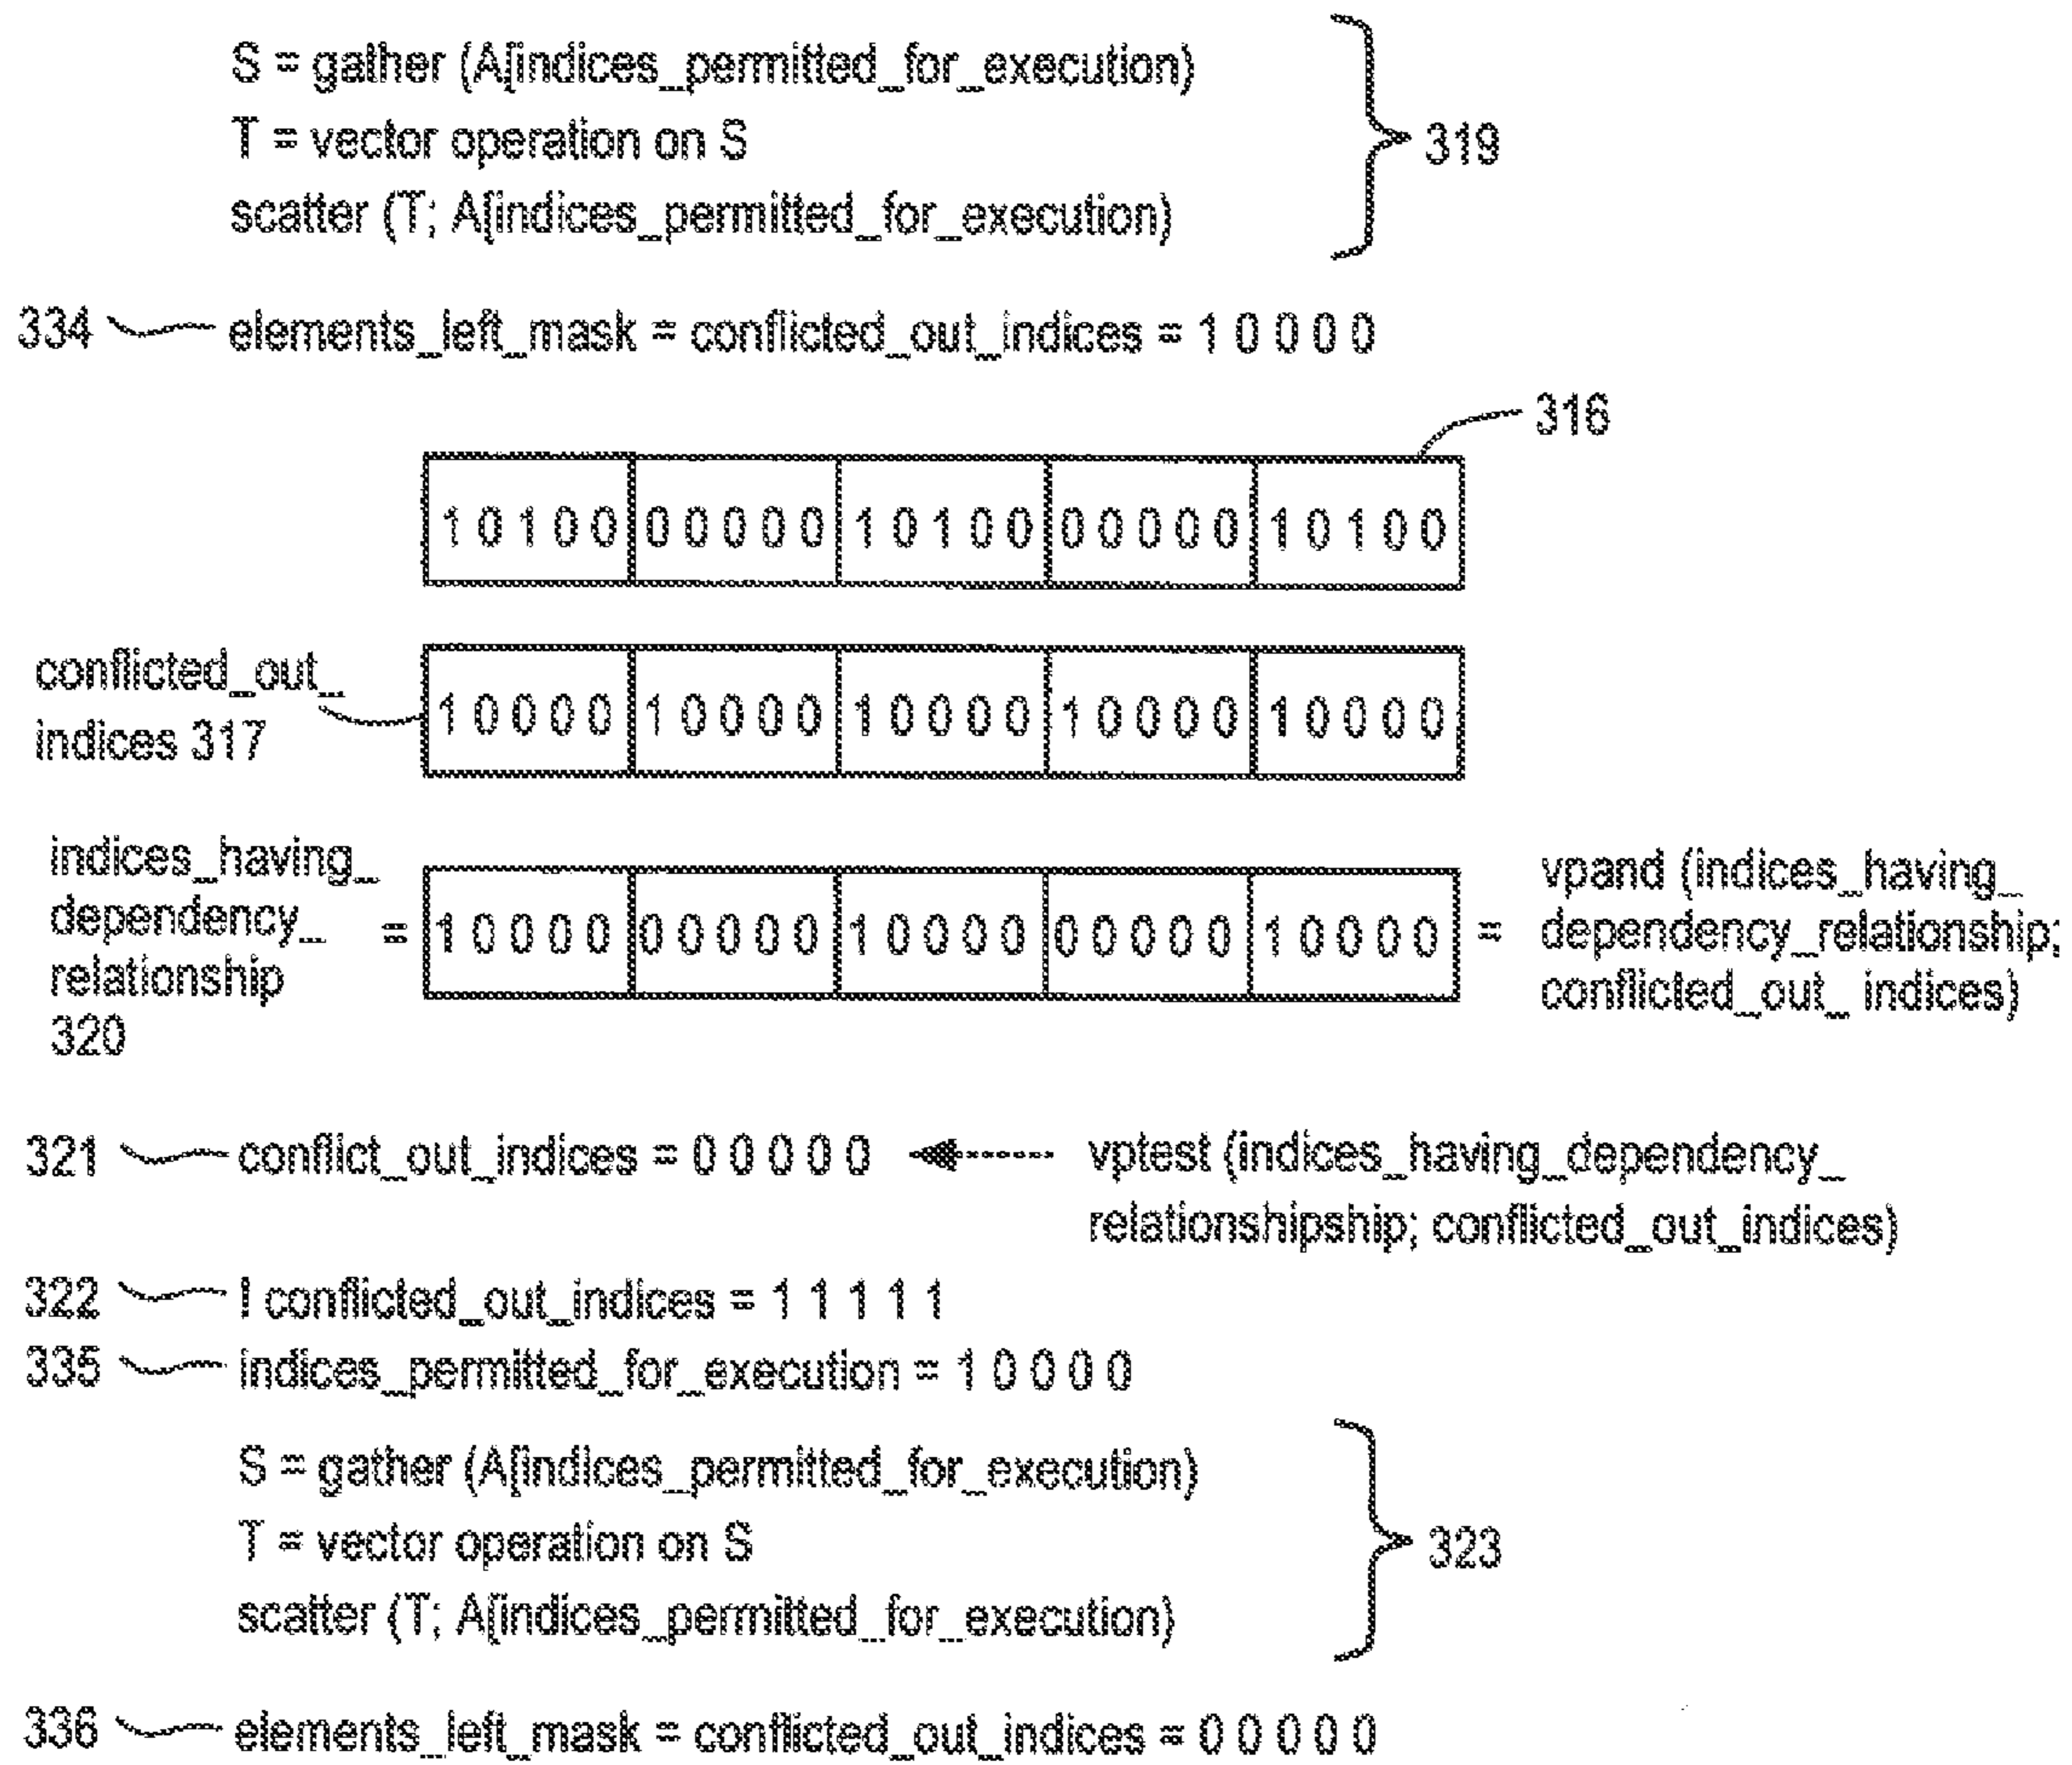 S = gather (A[indices_permitted_for_execution)
T = vector operation on S
319
scatter (T; A[indices_permitted_for_execution)
334 elements_left_mask = conflicted_out_indices = 1 0 0 0 0
316
1 0 1 0 0 0 0 0 0 0 1 0 1 0 0 0 0 0 0 0 1 0 1 0 0
conflicted_out_
indices 317
1 0 0 0 0 1 0 0 0 0 1 0 0 0 0 1 0 0 0 0 1 0 0 0 0
indices_having_
dependency_
relationship
320
= 1 0 0 0 0 0 0 0 0 0 1 0 0 0 0 0 0 0 0 0 1 0 0 0 0 =
vpand (indices_having_
dependency_relationship;
conflicted_out_ indices)
321 conflict_out_indices = 0 0 0 0 0 vptest (indices_having_dependency_
relationshipship; conflicted_out_indices)
322 ! conflicted_out_indices = 1 1 1 1 1
335 indices_permitted_for_execution = 1 0 0 0 0
S = gather (A[indices_permitted_for_execution)
T = vector operation on S
323
scatter (T; A[indices_permitted_for_execution)
336 elements_left_mask = conflicted_out_indices = 0 0 0 0 0